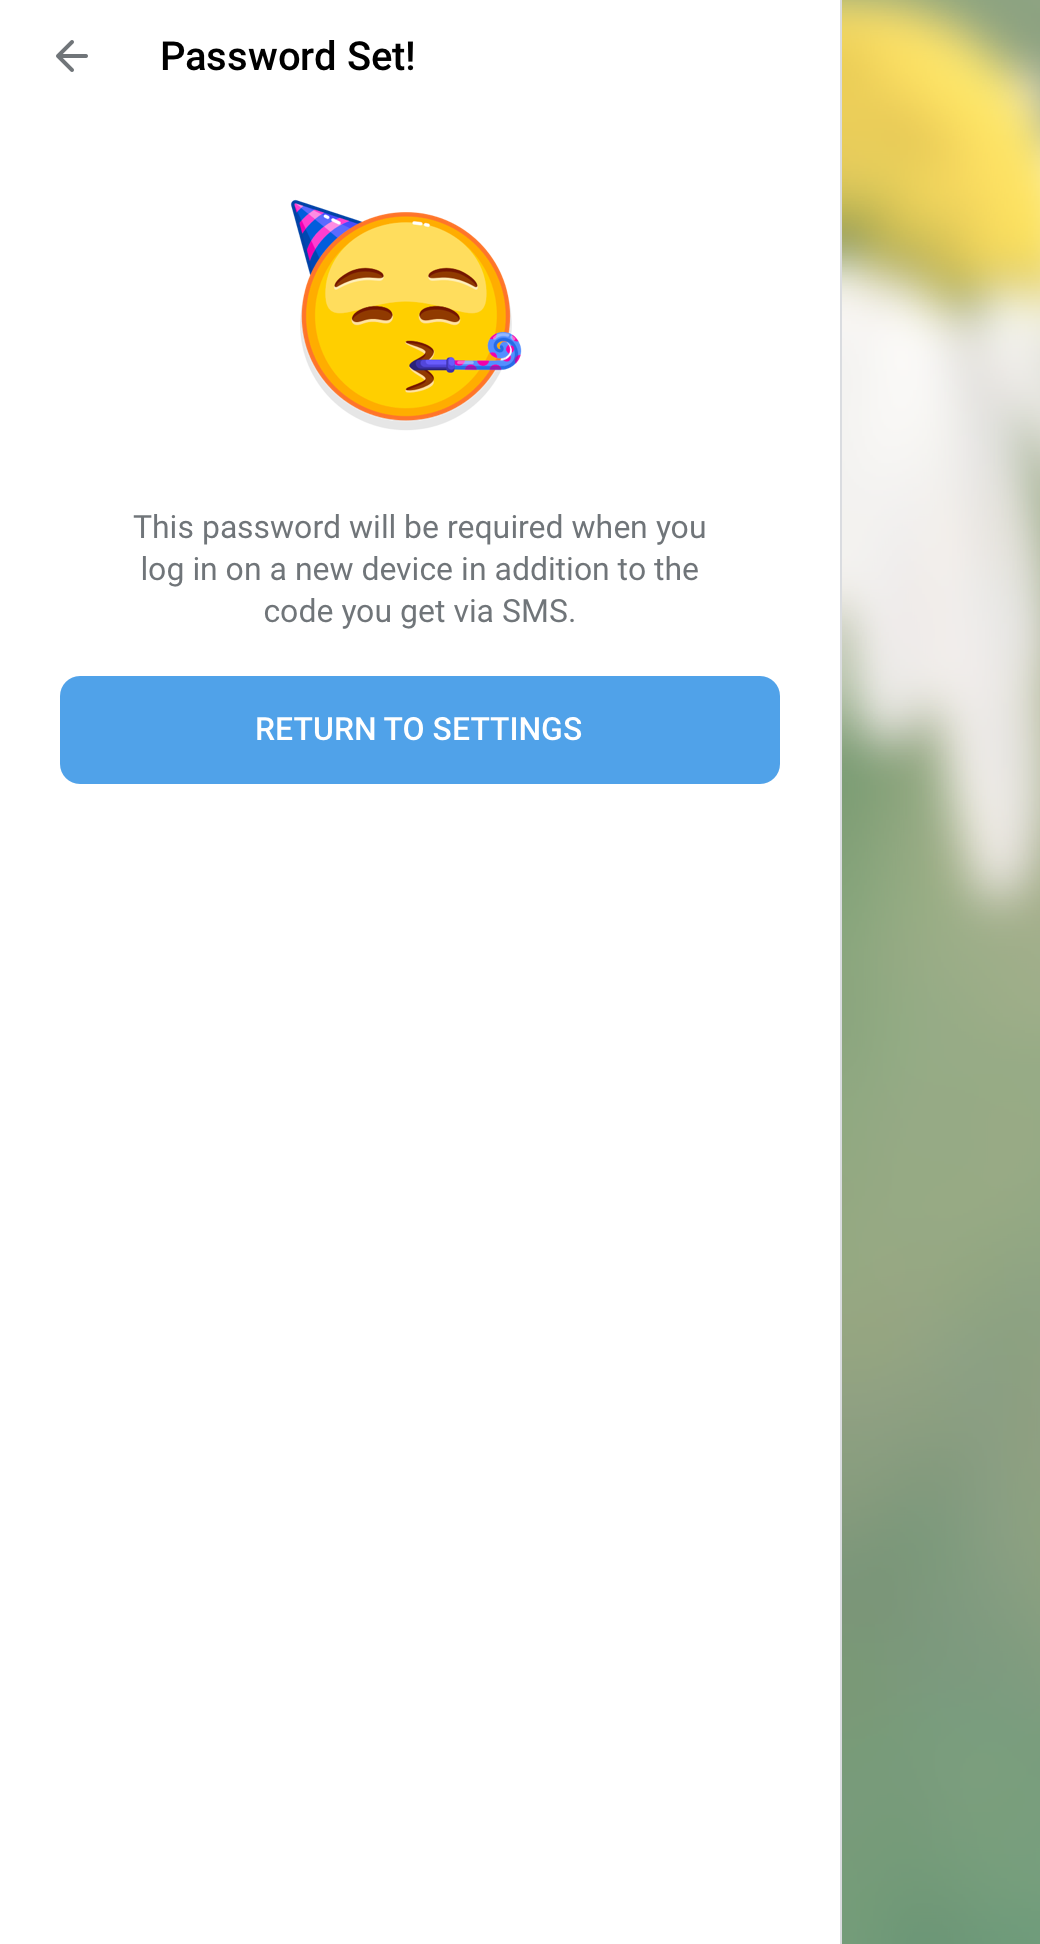 Password Set!
This password will be required when you
log in on a new device in addition to the
code you get via SMS.
RETURN TO SETTINGS